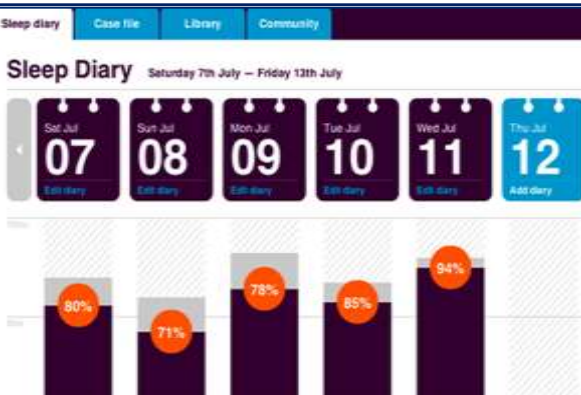 Sleep diary Case file Library Community
Sleep Diary Saturday 7th July – Friday 13th July
Sat Jul Sun Jul Mon Jul Tue Jul Wed Jul Thu Jul
07 08 09 10 11 12
Edit diary Edit diary Edit diary Edit diary Edit diary Add diary
94%
78%
80% 85%
71%